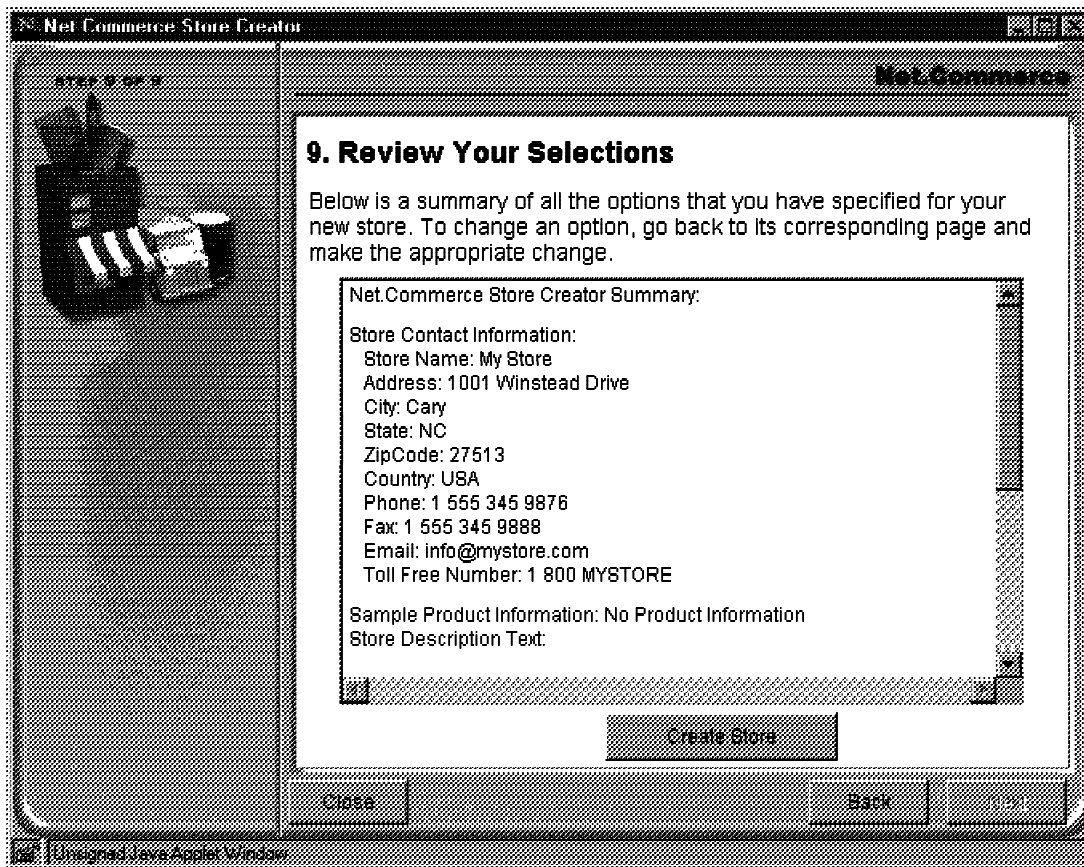 Net.Commerce Store Creator
STEP 9 OF 9
Net.Commerce
9. Review Your Selections
Below is a summary of all the options that you have specified for your
new store. To change an option, go back to its corresponding page and
make the appropriate change.
Net.Commerce Store Creator Summary:
Store Contact Information:
Store Name: My Store
Address: 1001 Winstead Drive
City: Cary
State: NC
ZipCode: 27513
Country: USA
Phone: 1 555 345 9876
Fax: 1 555 345 9888
Email: info@mystore.com
Toll Free Number: 1 800 MYSTORE
Sample Product Information: No Product Information
Store Description Text:
Create Store
Close
Back
Next
Unsigned Java Applet Window